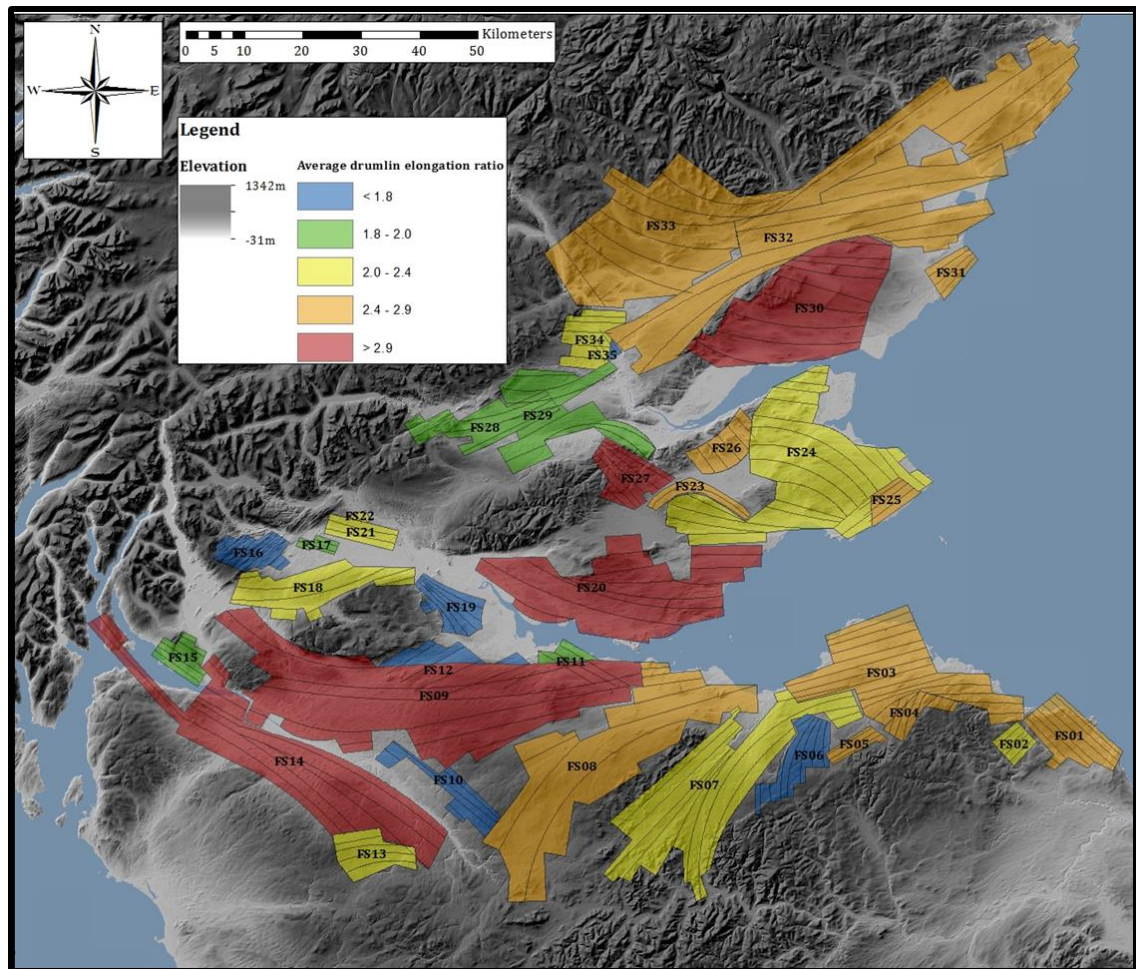 N
W E
S
Kilometers
0 5 10 20 30 40 50
Legend
Elevation
1342m
-31m
Average drumlin elongation ratio
< 1.8
1.8 - 2.0
2.0 - 2.4
2.4 - 2.9
> 2.9
FS33
FS32
FS31
FS30
FS34
FS35
FS29
FS28
FS26
FS24
FS27
FS23
FS25
FS22
FS21
FS17
FS16
FS18
FS20
FS19
FS15
FS12
FS11
FS03
FS09
FS04
FS01
FS05
FS02
FS06
FS14
FS08
FS10
FS07
FS13